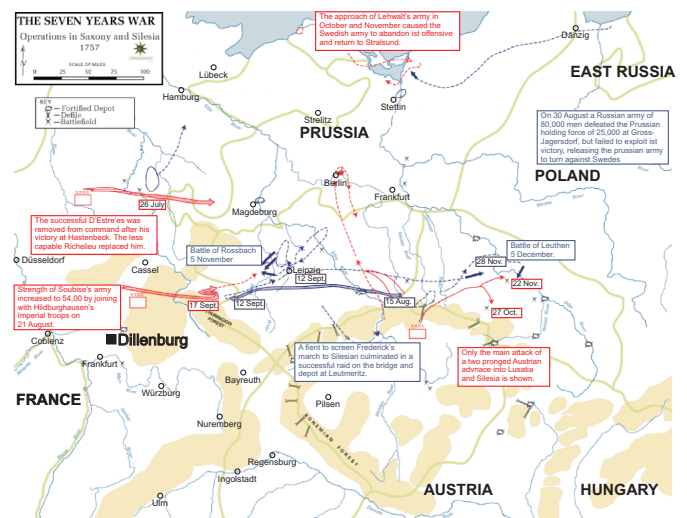 THE SEVEN YEARS WAR
Operations in Saxony and Silesia
1757
SCALE OF MILES
0 25 50 75 100
KEY
– Fortified Depot
– Defile
– Battlefield
The approach of Lehwalt's army in
October and November caused the
Swedish army to abandon ist offensive
and return to Stralsund.
Danzig
EAST RUSSIA
Lübeck
Hamburg
Stettin
Strelitz
PRUSSIA
On 30 August a Russian army of
80,000 men defeated the Prussian
holding force of 25,000 at Gross-
Jagersdorf, but failed to exploit ist
victory, releasing the prusssian army
to turn against Swedes
POLAND
Berlin
Frankfurt
xxxx
26 July
Magdeburg
The successful D'Estre'es was
removed from command after his
victory at Hastenbeck. The less
capable Richelieu replaced him.
Battle of Rossbach
5 November
Battle of Leuthen
5 December.
Düsseldorf
Cassel
Leipzig
12 Sept.
28 Nov.
22 Nov.
Strength of Soubise's army
increased to 54,00 by joining
with Hildburghausen's
Imperial troops on
21 August.
xxxx
17 Sept.
12 Sept.
15 Aug.
27 Oct.
xxxx
FOREST
Coblenz
Dillenburg
A fient to screen Frederick's
march to Silesian culminated in a
successful raid on the bridge and
depot at Leutmeritz.
Only the main attack of
a two pronged Austrian
advnace into Lusatia
and Silesia is shown.
Frankfurt
Bayreuth
FRANCE
Würzburg
Pilsen
Nuremberg
BOHEMIAN FOREST
Regensburg
Ingolstadt
Ulm
AUSTRIA
HUNGARY